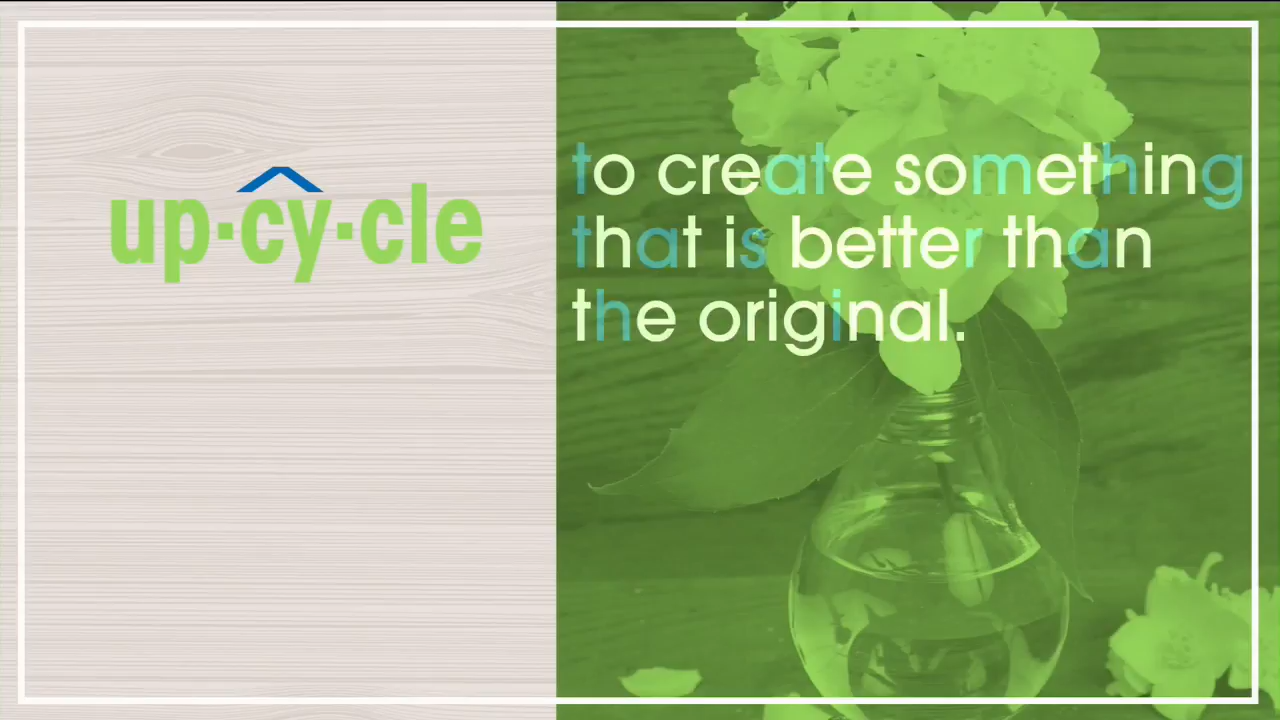 up·cy·cle
to create something
that is better than
the original.